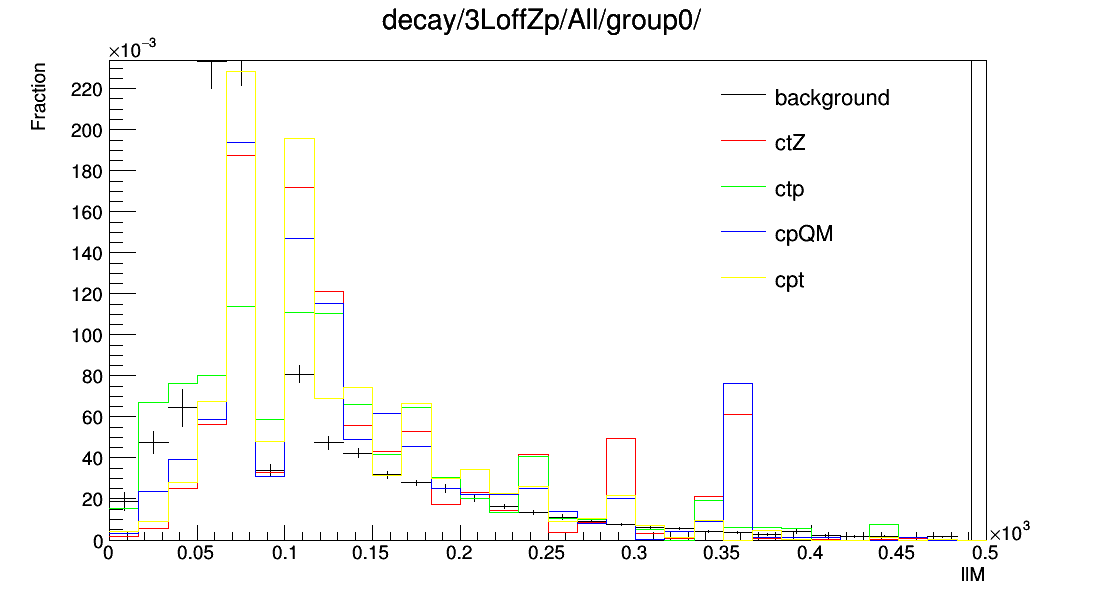 decay/3LoffZp/All/group0/
×10⁻³
Fraction
220
200
180
160
140
120
100
80
60
40
20
0
background
ctZ
ctp
cpQM
cpt
0 0.05 0.1 0.15 0.2 0.25 0.3 0.35 0.4 0.45 0.5
×10³
llM